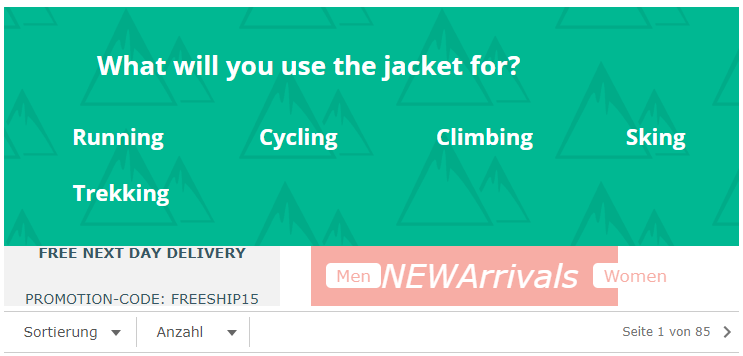 What will you use the jacket for?
Running Cycling Climbing Sking
Trekking
FREE NEXT DAY DELIVERY
PROMOTION-CODE: FREESHIP15
Men NEWArrivals Women
Sortierung Anzahl Seite 1 von 85